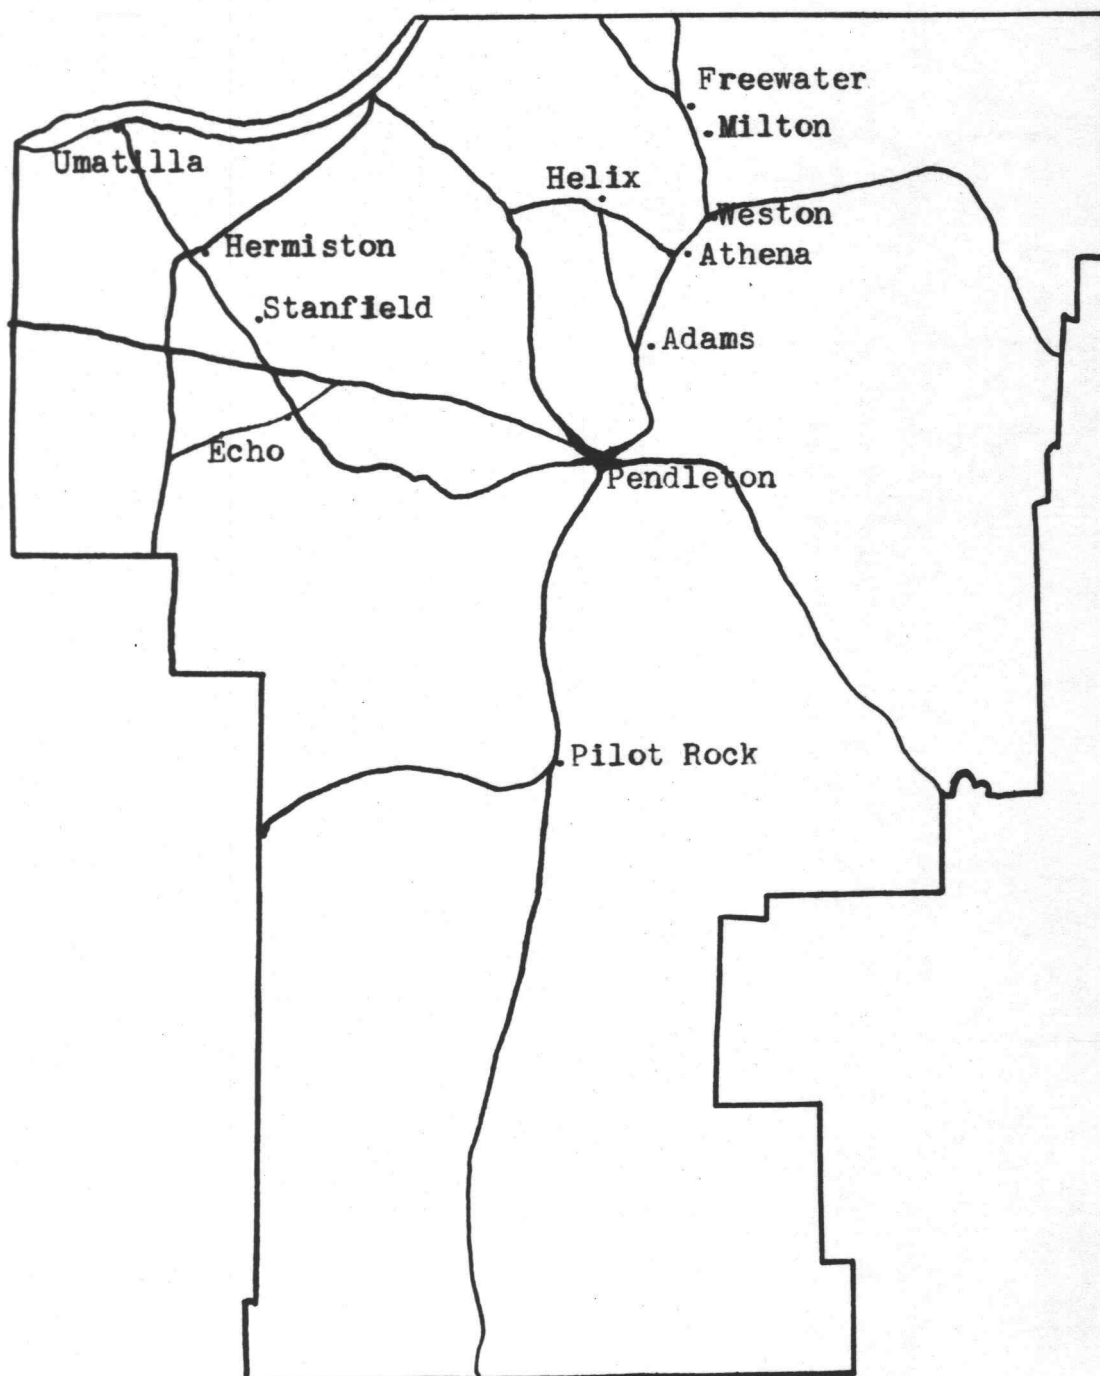 Freewater
Milton
Umatilla
Helix
Weston
Hermiston
Athena
Stanfield
Adams
Echo
Pendleton
Pilot Rock